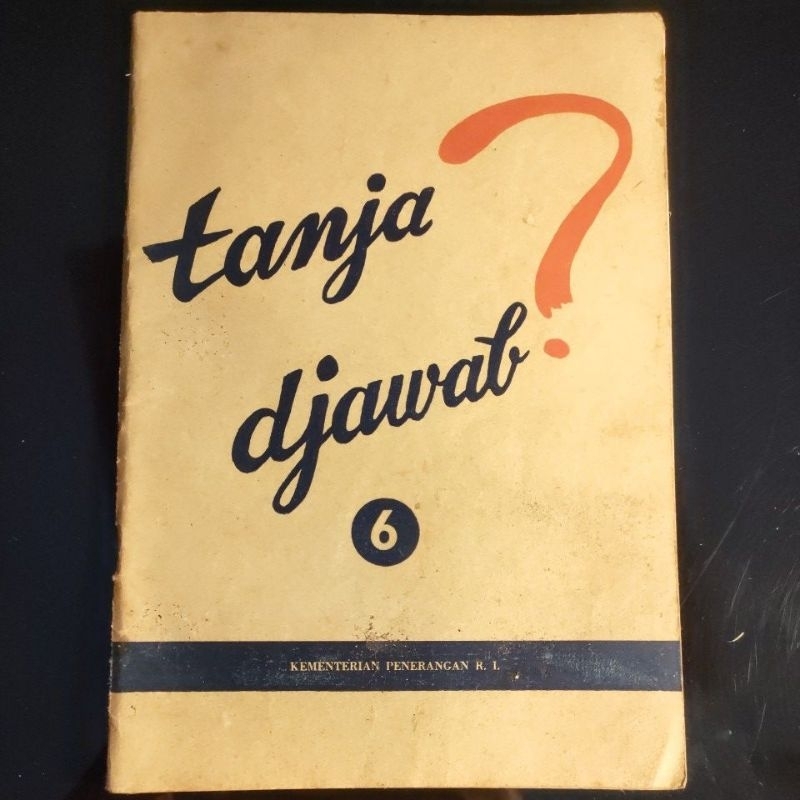 tanja ?
djawab
6
KEMENTERIAN PENERANGAN R. I.